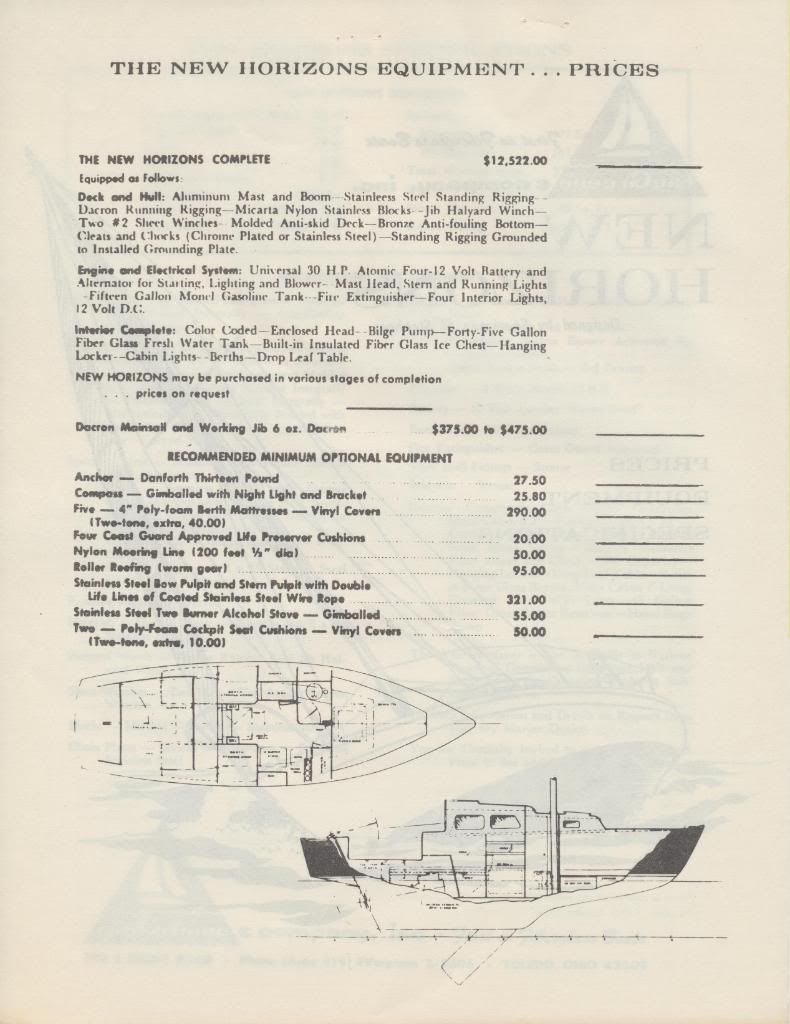 THE NEW HORIZONS EQUIPMENT . . . PRICES
THE NEW HORIZONS COMPLETE $12,522.00
Equipped as Follows:
Deck and Hull: Aluminum Mast and Boom—Stainless Steel Standing Rigging—
Dacron Running Rigging—Micarta Nylon Stainless Blocks—Jib Halyard Winch—
Two #2 Sheet Winches—Molded Anti-skid Deck—Bronze Anti-fouling Bottom—
Cleats and Chocks (Chrome Plated or Stainless Steel)—Standing Rigging Grounded
to Installed Grounding Plate.
Engine and Electrical System: Universal 30 H.P. Atomic Four-12 Volt Battery and
Alternator for Starting, Lighting and Blower—Mast Head, Stern and Running Lights
—Fifteen Gallon Monel Gasoline Tank—Fire Extinguisher—Four Interior Lights,
12 Volt D.C.
Interior Complete: Color Coded—Enclosed Head—Bilge Pump—Forty-Five Gallon
Fiber Glass Fresh Water Tank—Built-in Insulated Fiber Glass Ice Chest—Hanging
Locker—Cabin Lights—Berths—Drop Leaf Table.
NEW HORIZONS may be purchased in various stages of completion
. . . prices on request
Dacron Mainsail and Working Jib 6 oz. Dacron $375.00 to $475.00
RECOMMENDED MINIMUM OPTIONAL EQUIPMENT
Anchor — Danforth Thirteen Pound 27.50
Compass — Gimballed with Night Light and Bracket 25.80
Five — 4" Poly-foam Berth Mattresses — Vinyl Covers 290.00
(Two-tone, extra, 40.00)
Four Coast Guard Approved Life Preserver Cushions 20.00
Nylon Mooring Line (200 feet ½" dia) 50.00
Roller Reefing (worm gear) 95.00
Stainless Steel Bow Pulpit and Stern Pulpit with Double
Life Lines of Coated Stainless Steel Wire Rope 321.00
Stainless Steel Two Burner Alcohol Stove — Gimballed 55.00
Two — Poly-Foam Cockpit Seat Cushions — Vinyl Covers 50.00
(Two-tone, extra, 10.00)